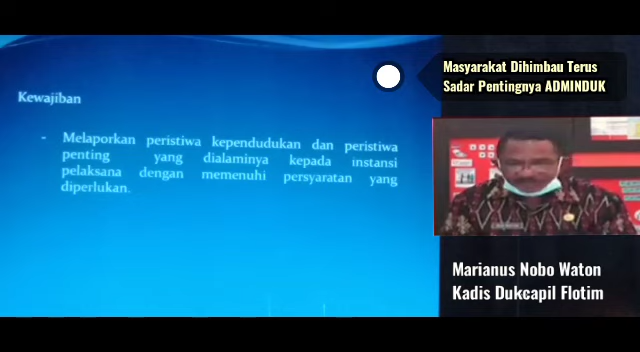 Kewajiban
- Melaporkan peristiwa kependudukan dan peristiwa
penting yang dialaminya kepada instansi
pelaksana dengan memenuhi persyaratan yang
diperlukan.
Masyarakat Dihimbau Terus
Sadar Pentingnya ADMINDUK
Marianus Nobo Waton
Kadis Dukcapil Flotim